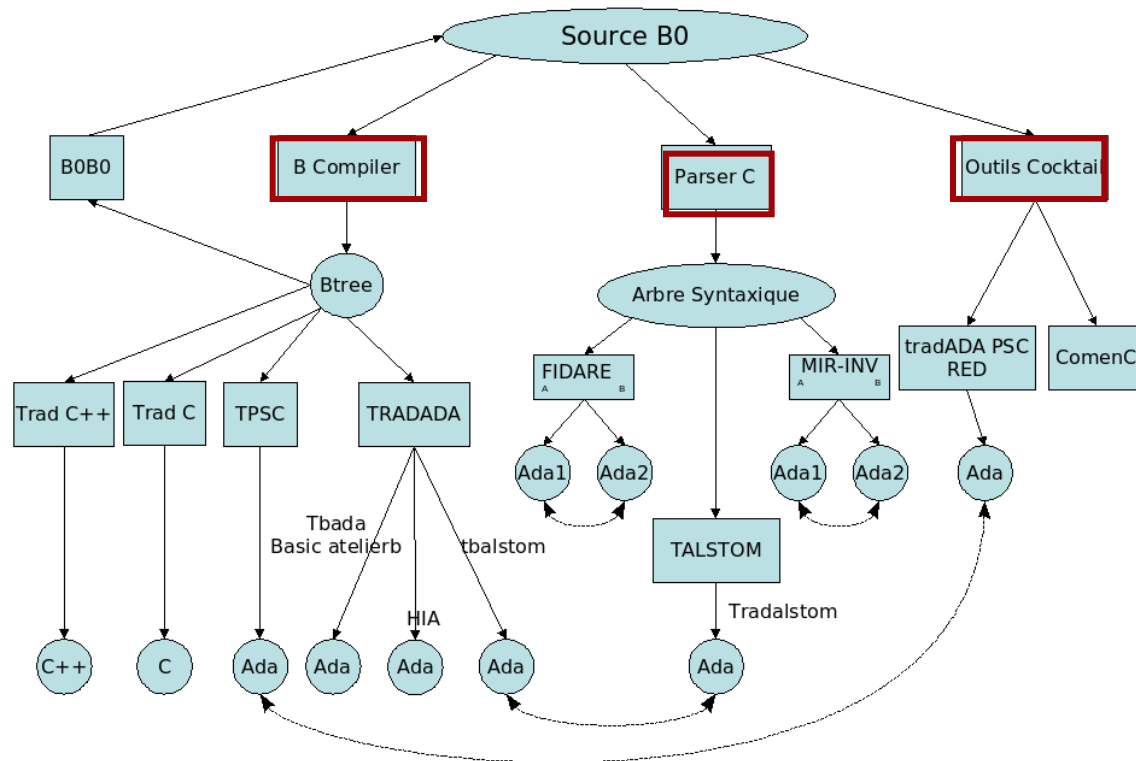 Source B0
B0B0
B Compiler
Parser C
Outils Cocktail
Btree
Arbre Syntaxique
Trad C++
Trad C
TPSC
TRADADA
FIDARE
A B
MIR-INV
A B
tradADA PSC
RED
ComenC
Ada1
Ada2
Ada1
Ada2
Ada
Tbada
Basic atelierb
tbalstom
HIA
TALSTOM
Tradalstom
C++
C
Ada
Ada
Ada
Ada
Ada